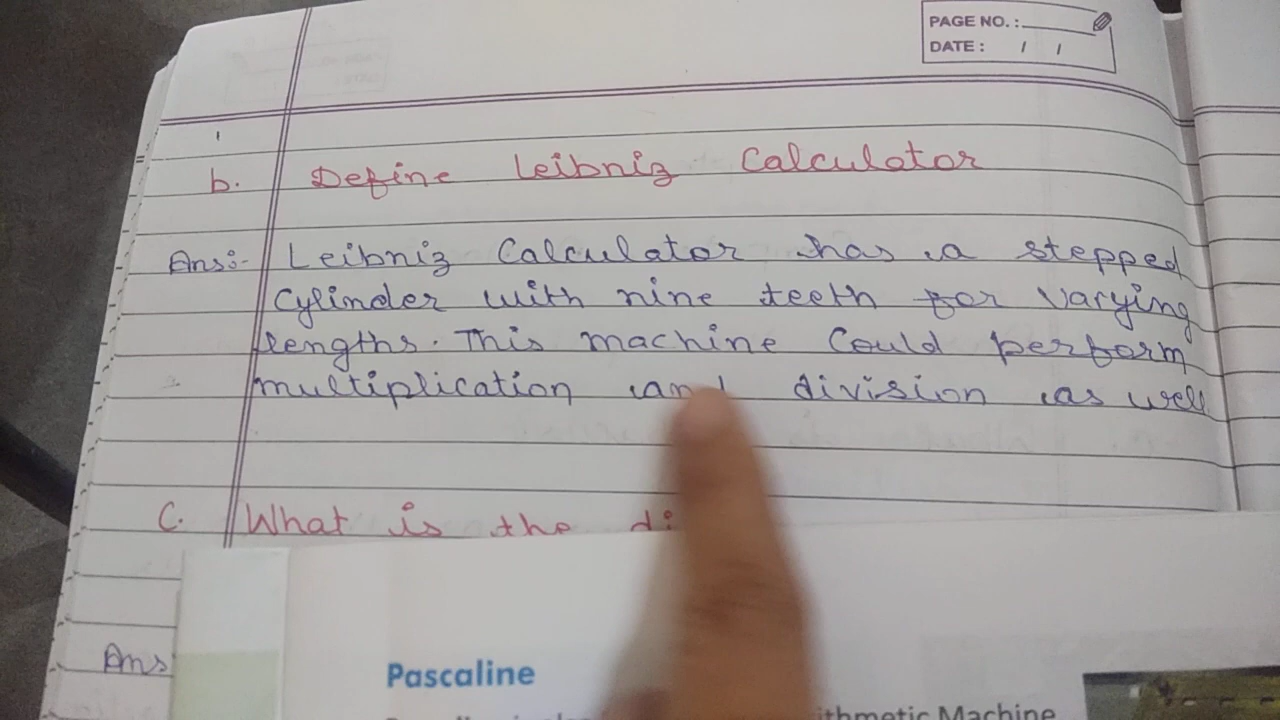 PAGE NO. :
DATE : / /
b. Define Leibniz Calculator
Ans:- Leibniz Calculator has a stepped
Cylinder with nine teeth for varying
lengths. This machine Could perform
multiplication and division as well
C. What is the
Ans
Pascaline
Machine